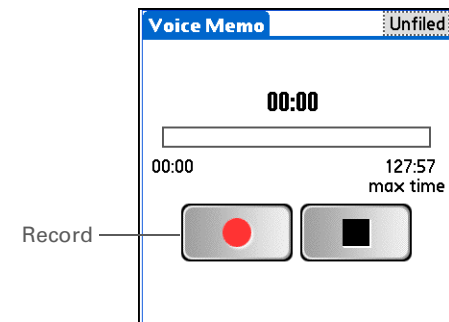 Voice Memo Unfiled
00:00
00:00 127:57
max time
Record